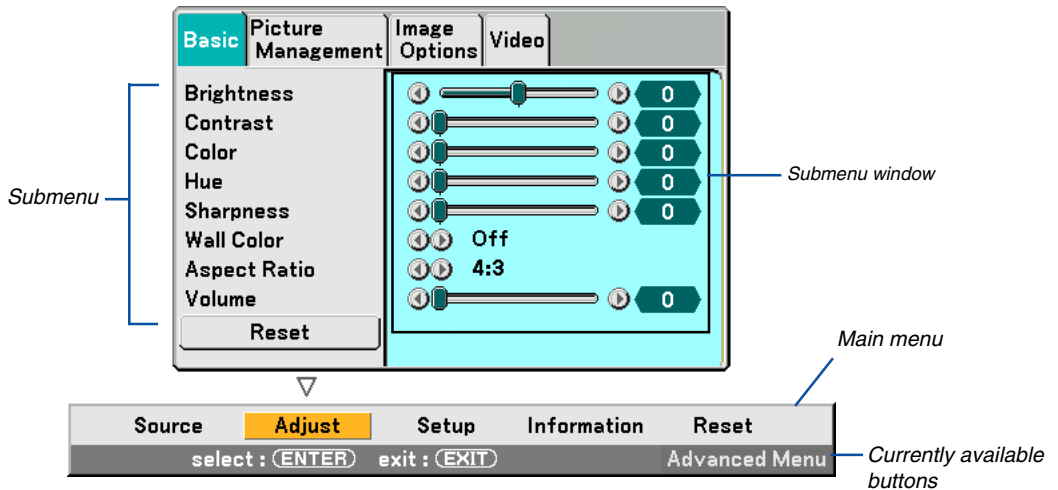 Basic
Picture
Management
Image
Options
Video
Submenu
Brightness 0
Contrast 0
Color 0
Hue 0
Sharpness 0
Wall Color Off
Aspect Ratio 4:3
Volume 0
Reset
Submenu window
Main menu
Source Adjust Setup Information Reset
select : ENTER exit : EXIT Advanced Menu
Currently available
buttons